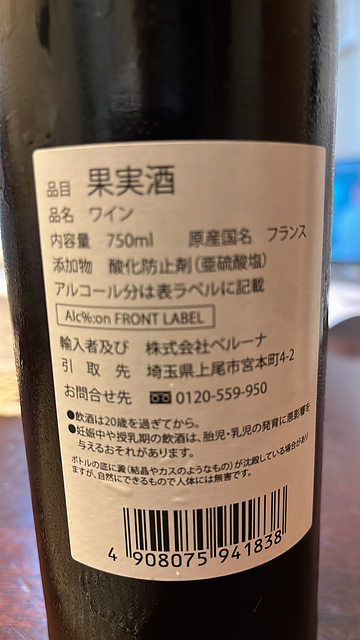 品目 果実酒
品名 ワイン
内容量 750ml 原産国名 フランス
添加物 酸化防止剤(亜硫酸塩)
アルコール分は表ラベルに記載
Alc%:on FRONT LABEL
輸入者及び 株式会社ベルーナ
引取先 埼玉県上尾市宮本町4-2
お問合せ先 0120-559-950
●飲酒は20歳を過ぎてから。
●妊娠中や授乳期の飲酒は、胎児・乳児の発育に悪影響を
与えるおそれがあります。
ボトルの底に澱(結晶やカスのようなもの)が沈殿している場合があり
ますが、自然にできるもので人体には無害です。
4 908075 941838